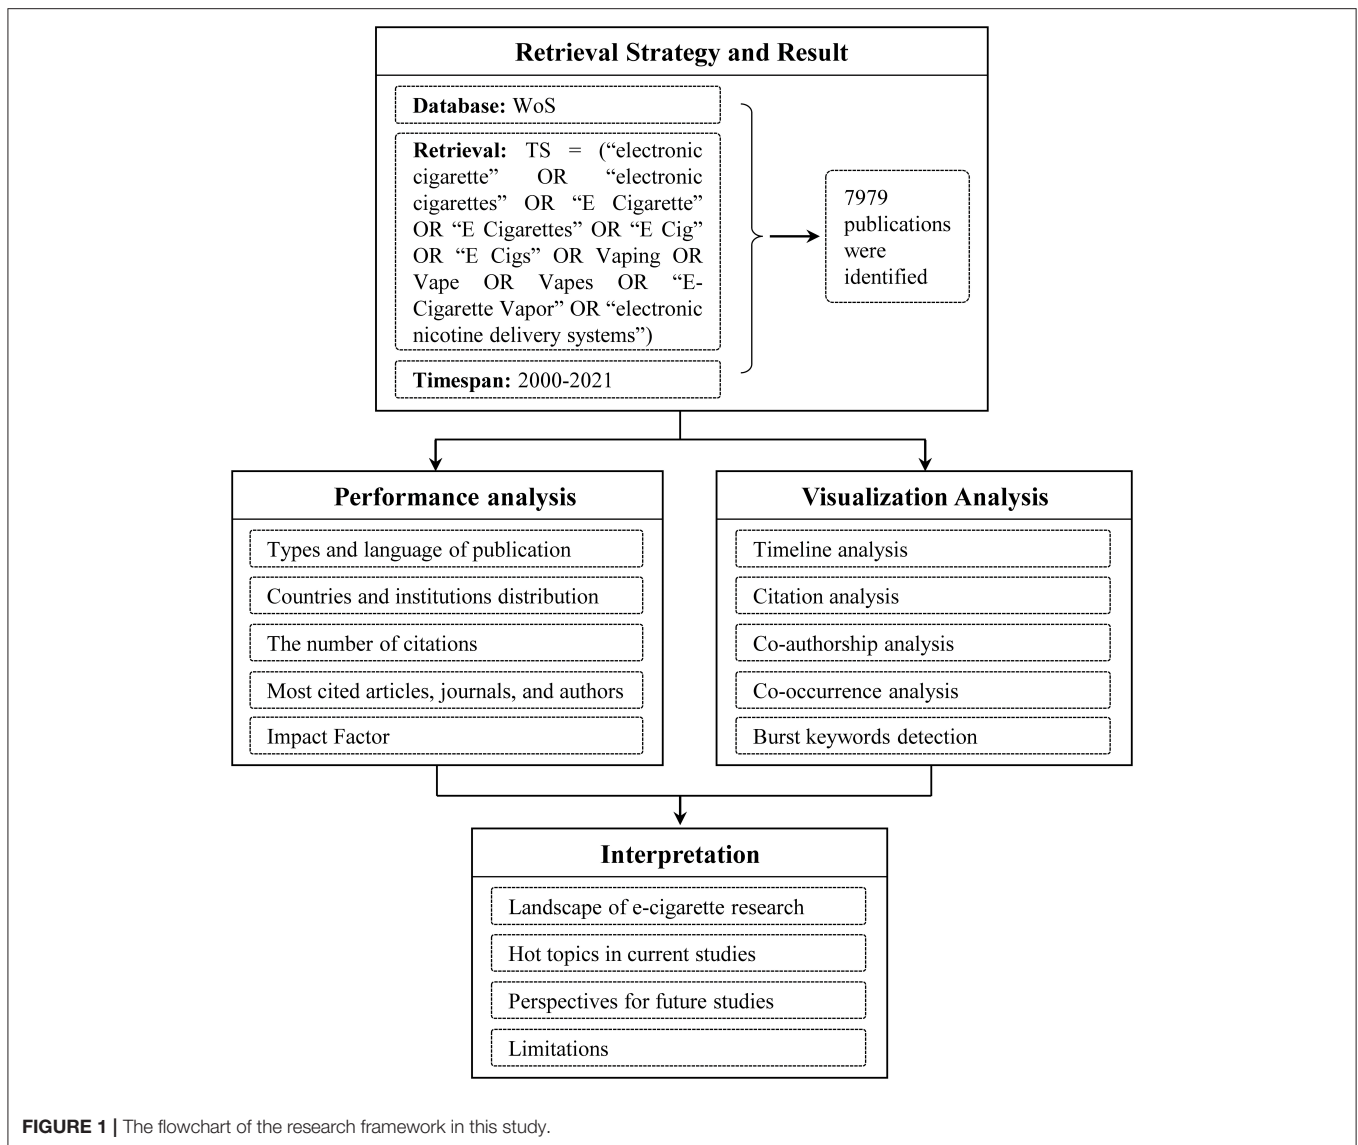 Retrieval Strategy and Result
Database: WoS
Retrieval: TS = (“electronic
cigarette” OR “electronic
cigarettes” OR “E Cigarette”
OR “E Cigarettes” OR “E Cig”
OR “E Cigs” OR Vaping OR
Vape OR Vapes OR “E-
Cigarette Vapor” OR “electronic
nicotine delivery systems”)
Timespan: 2000-2021
7979
publications
were
identified
Performance analysis
Types and language of publication
Countries and institutions distribution
The number of citations
Most cited articles, journals, and authors
Impact Factor
Visualization Analysis
Timeline analysis
Citation analysis
Co-authorship analysis
Co-occurrence analysis
Burst keywords detection
Interpretation
Landscape of e-cigarette research
Hot topics in current studies
Perspectives for future studies
Limitations
FIGURE 1 | The flowchart of the research framework in this study.